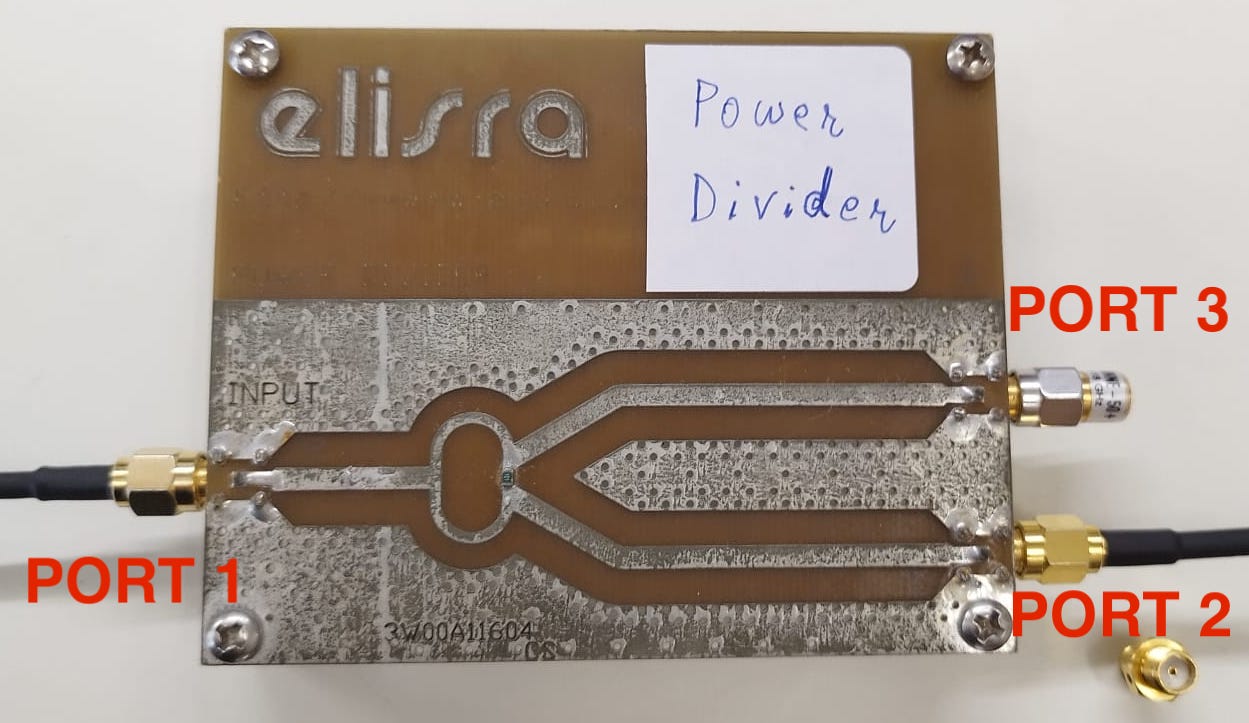 elisra
Power
Divider
PORT 3
INPUT
PORT 1
PORT 2
3W00A11604
CS